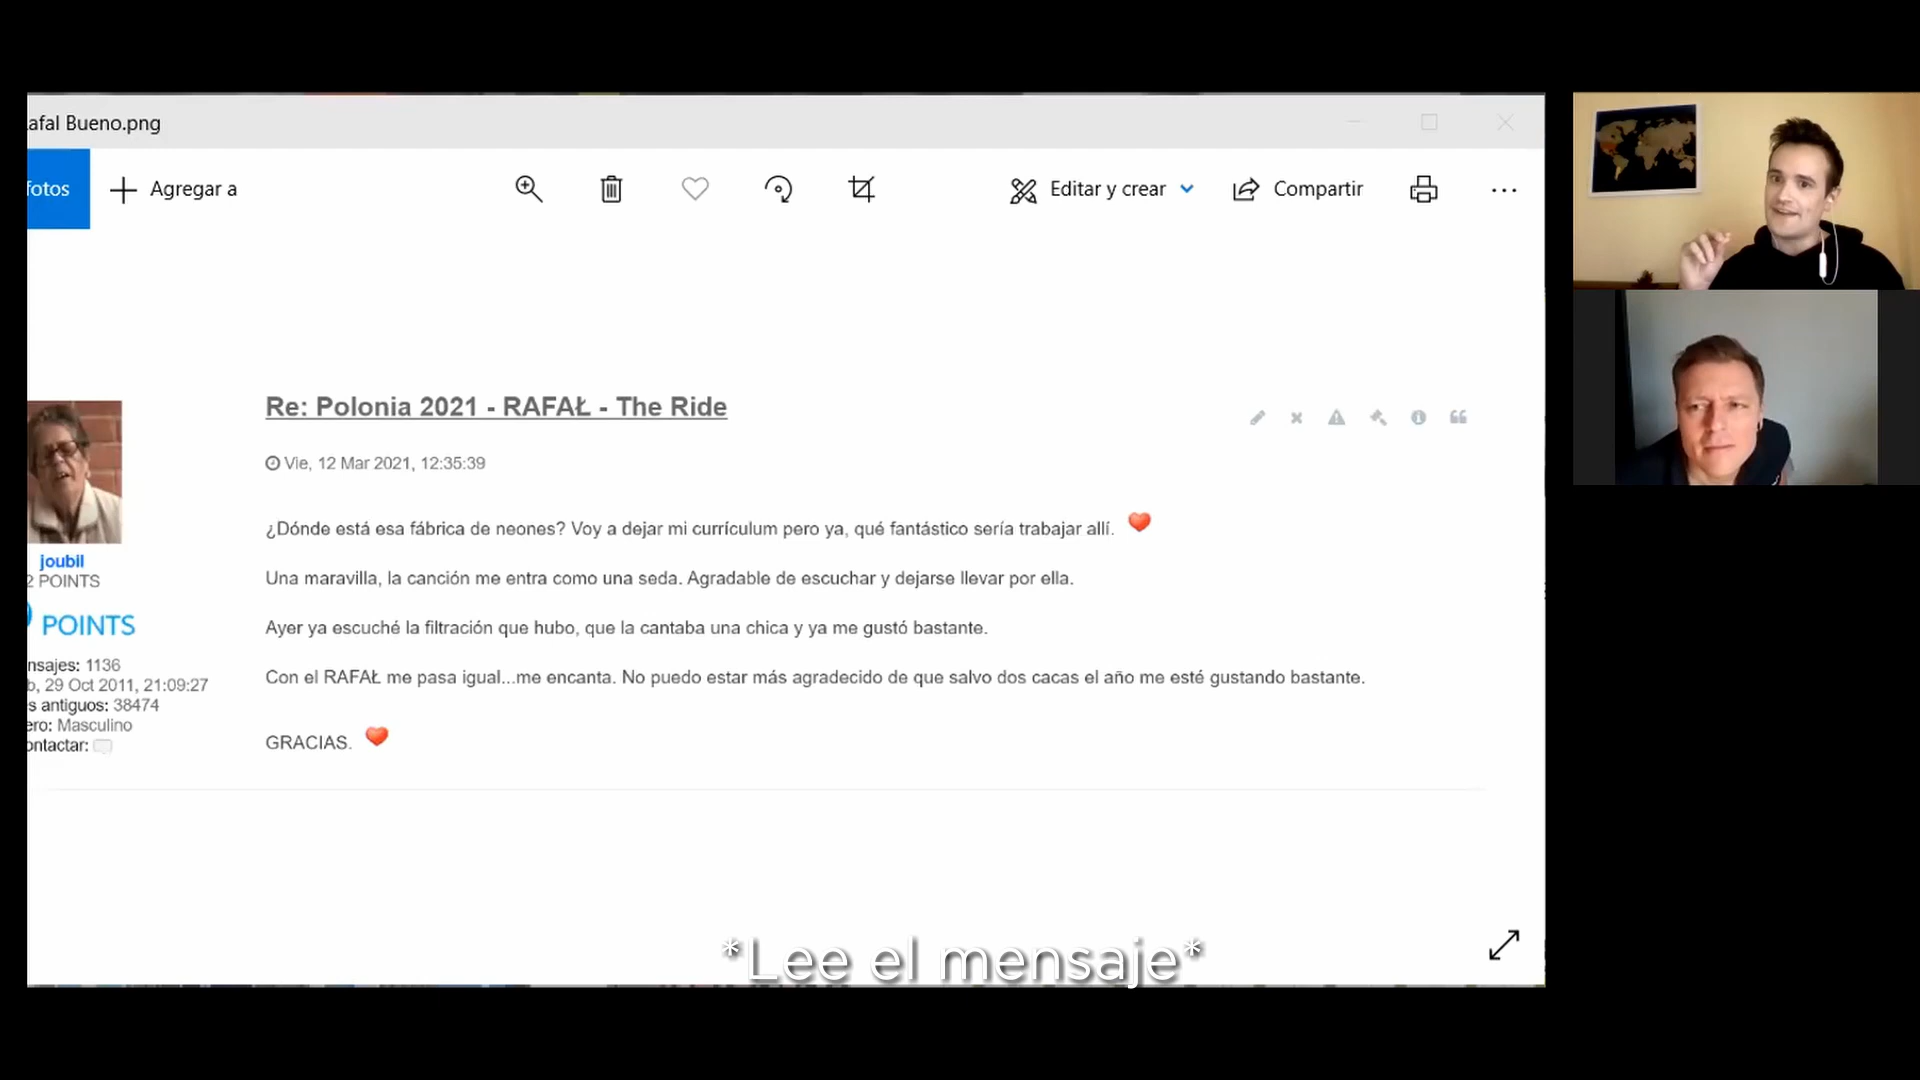 afal Bueno.png
fotos
Agregar a
Editar y crear
Compartir
Re: Polonia 2021 - RAFAŁ - The Ride
Vie, 12 Mar 2021, 12:35:39
¿Dónde está esa fábrica de neones? Voy a dejar mi currículum pero ya, qué fantástico sería trabajar allí.
Una maravilla, la canción me entra como una seda. Agradable de escuchar y dejarse llevar por ella.
Ayer ya escuché la filtración que hubo, que la cantaba una chica y ya me gustó bastante.
Con el RAFAŁ me pasa igual...me encanta. No puedo estar más agradecido de que salvo dos cacas el año me esté gustando bastante.
GRACIAS.
joubil
2 POINTS
POINTS
nsajes: 1136
b, 29 Oct 2011, 21:09:27
s antiguos: 38474
ero: Masculino
ontactar:
*Lee el mensaje*